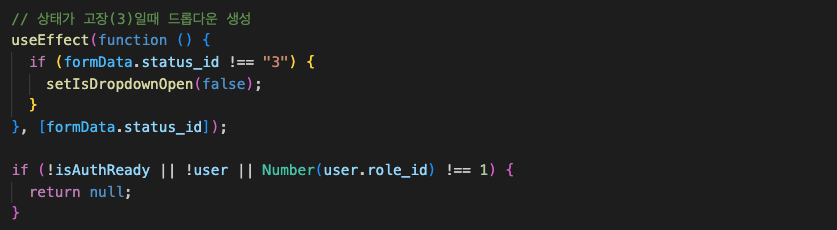 // 상태가 고장(3)일때 드롭다운 생성
useEffect(function () {
  if (formData.status_id !== "3") {
    setIsDropdownOpen(false);
  }
}, [formData.status_id]);

if (!isAuthReady || !user || Number(user.role_id) !== 1) {
  return null;
}